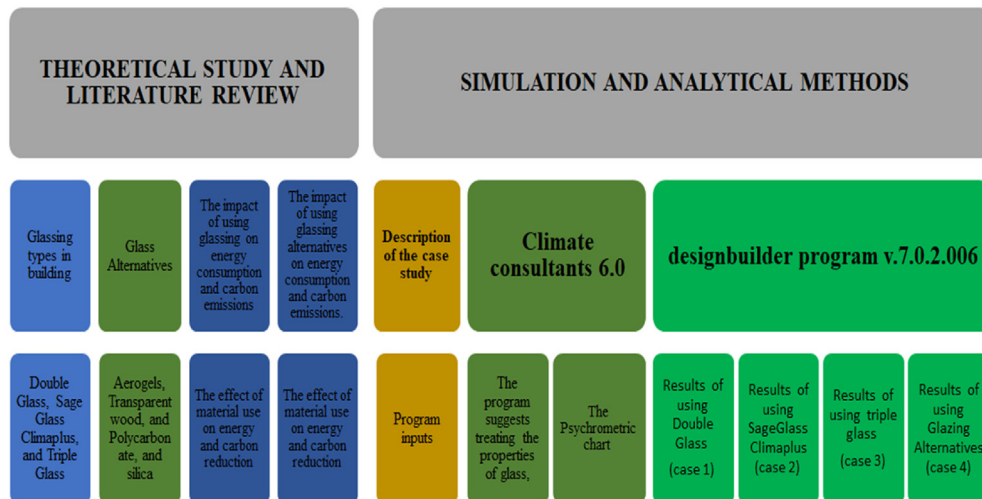 THEORETICAL STUDY AND
LITERATURE REVIEW
SIMULATION AND ANALYTICAL METHODS
Glassing
types in
building
Glass
Alternatives
The impact
of using
glassing on
energy
consumption
and carbon
emissions
The impact
of using
glassing
alternatives
on energy
consumption
and carbon
emissions.
Description
of the case
study
Climate
consultants 6.0
designbuilder program v.7.0.2.006
Double
Glass, Sage
Glass
Climaplus,
and Triple
Glass
Aerogels,
Transparent
wood, and
Polycarbon
ate, and
silica
The effect of
material use
on energy
and carbon
reduction
The effect of
material use
on energy
and carbon
reduction
Program
inputs
The
program
suggests
treating the
properties of
glass,
The
Psychrometric
chart
Results of
using
Double
Glass
(case 1)
Results of
using
SageGlass
Climaplus
(case 2)
Results of
using triple
glass
(case 3)
Results of
using
Glazing
Alternatives
(case 4)